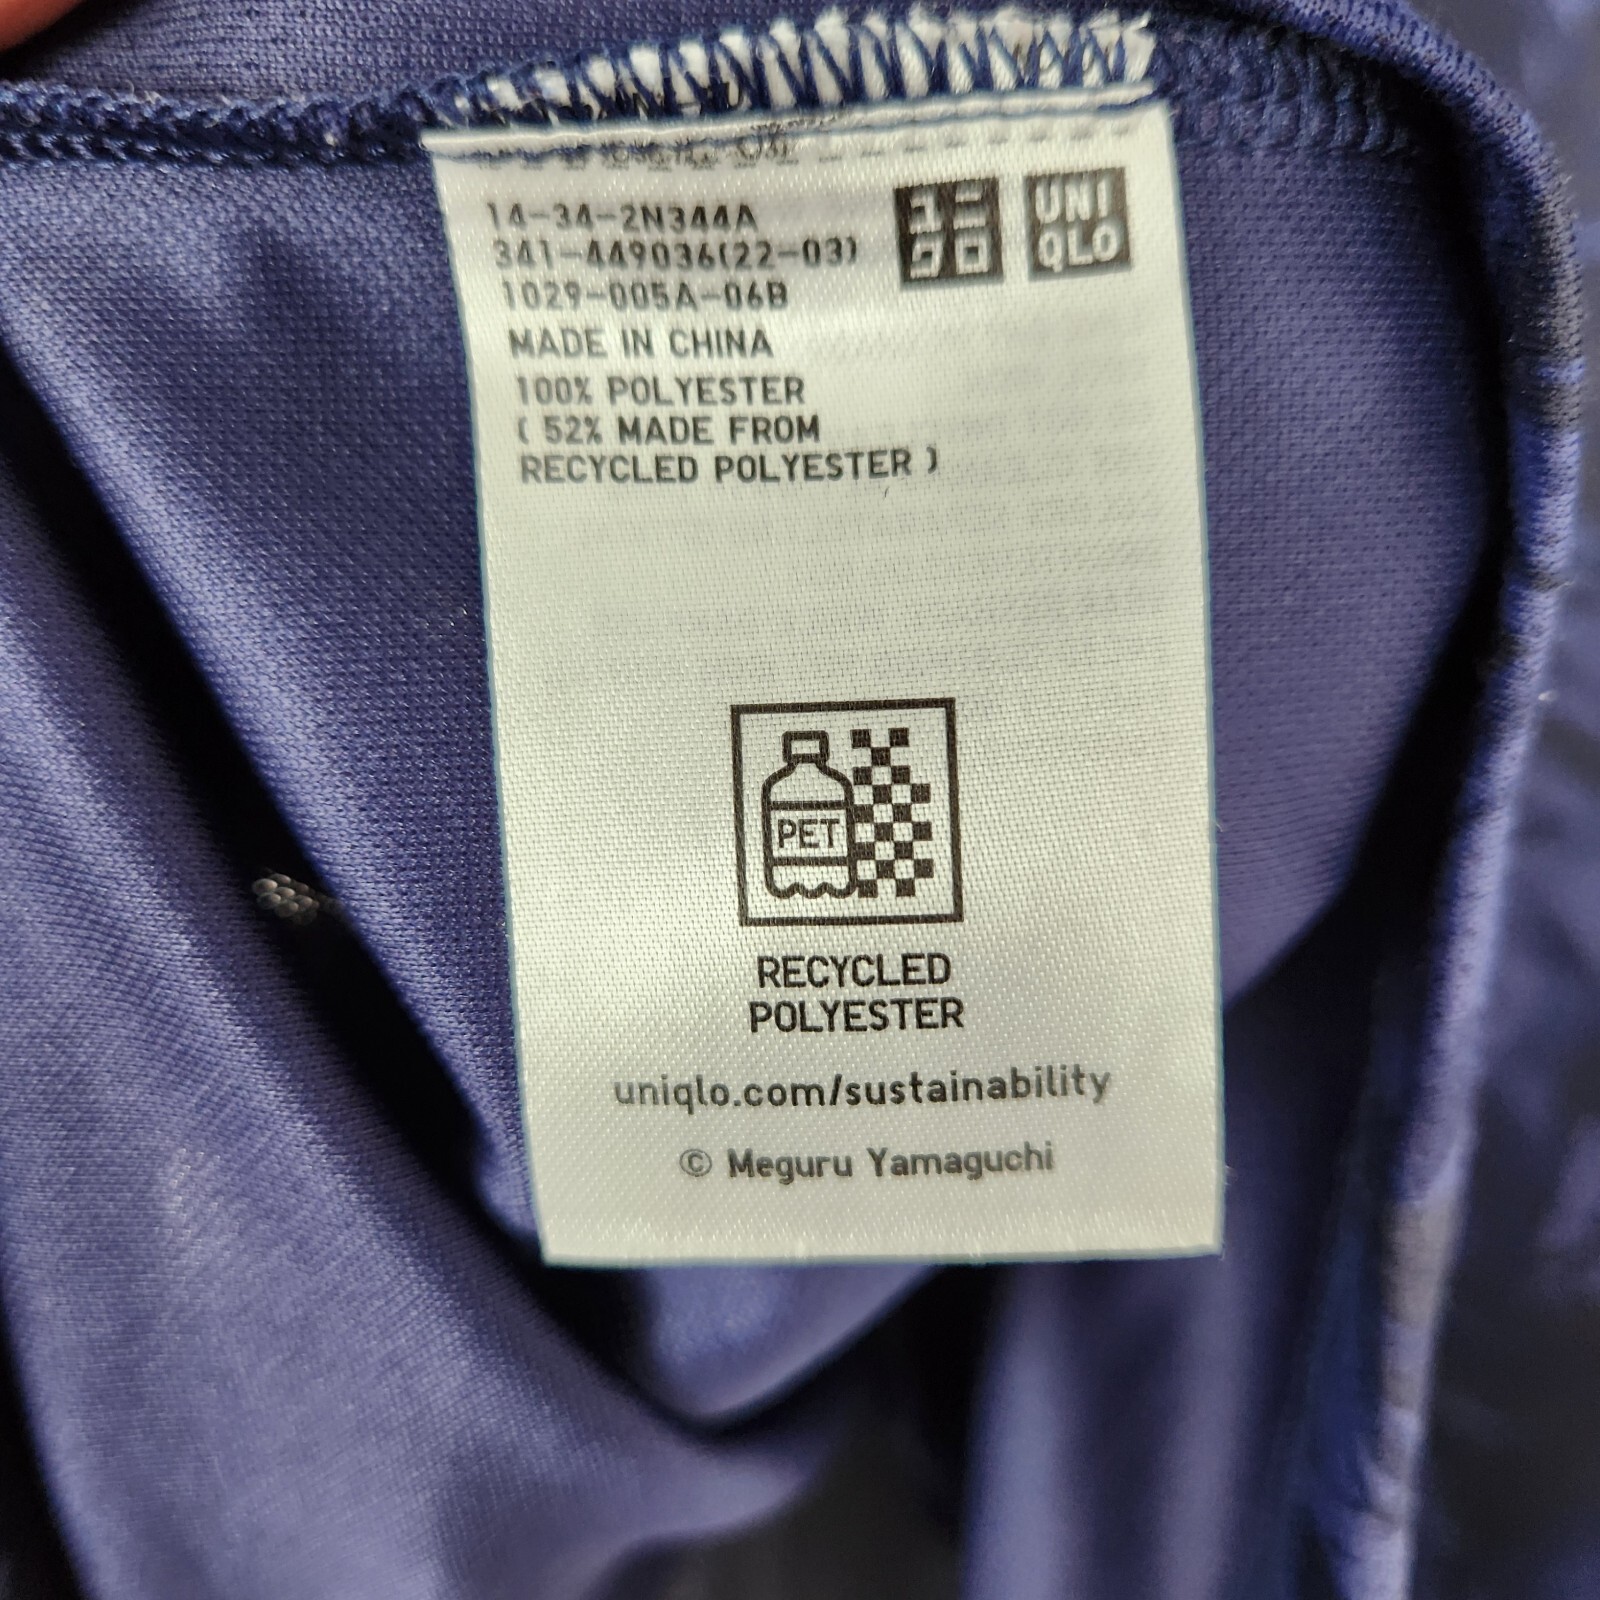 14-34-2N344A
341-449036(22-03)
1029-005A-06B
ユニ
クロ
UNI
QLO
MADE IN CHINA
100% POLYESTER
( 52% MADE FROM
RECYCLED POLYESTER )
PET
RECYCLED
POLYESTER
uniqlo.com/sustainability
© Meguru Yamaguchi